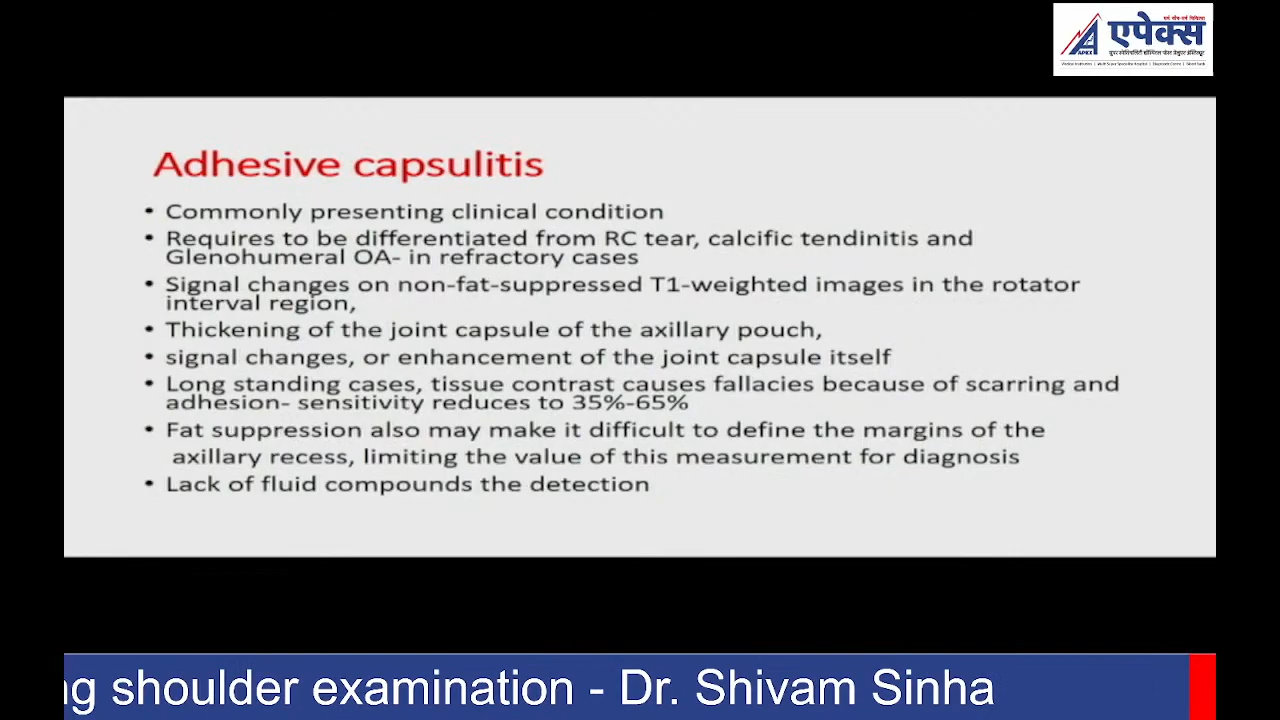 एपेक्स
APEX
Adhesive capsulitis
• Commonly presenting clinical condition
• Requires to be differentiated from RC tear, calcific tendinitis and
Glenohumeral OA- in refractory cases
• Signal changes on non-fat-suppressed T1-weighted images in the rotator
interval region,
• Thickening of the joint capsule of the axillary pouch,
• signal changes, or enhancement of the joint capsule itself
• Long standing cases, tissue contrast causes fallacies because of scarring and
adhesion- sensitivity reduces to 35%-65%
• Fat suppression also may make it difficult to define the margins of the
axillary recess, limiting the value of this measurement for diagnosis
• Lack of fluid compounds the detection
ng shoulder examination - Dr. Shivam Sinha